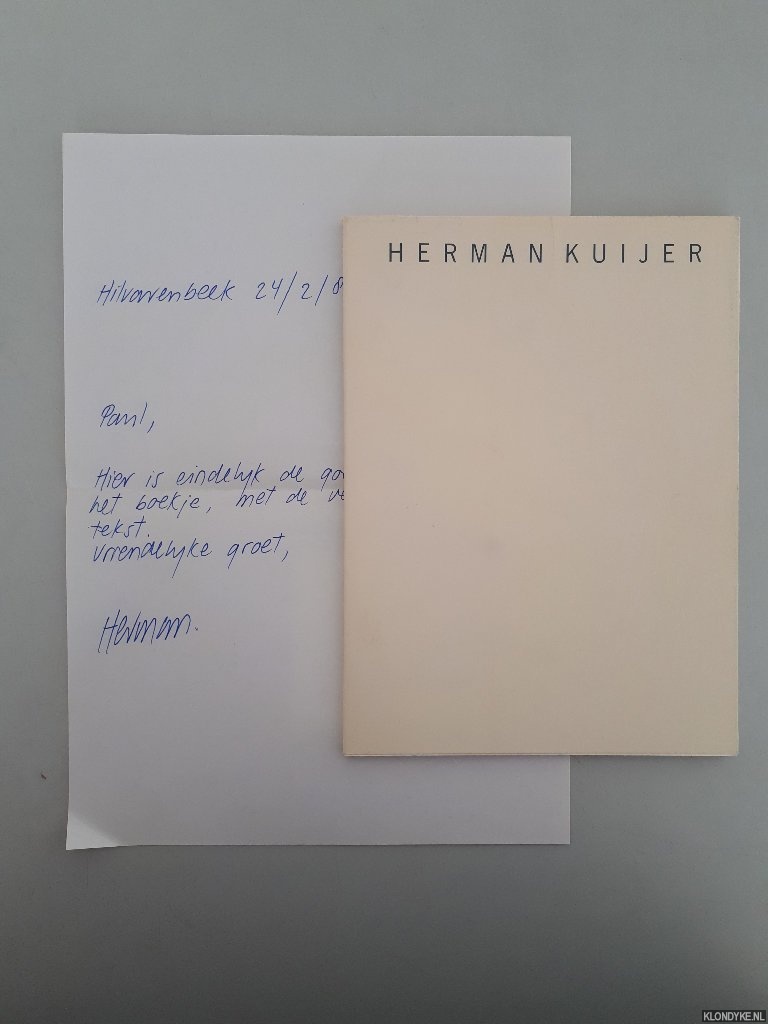 Hilvarenbeek 24/2/8
Paul,
Hier is eindelijk de
het boekje, met de
tekst.
Vriendelijke groet,
Herman.
HERMAN KUIJER
KLONDYKE.NL